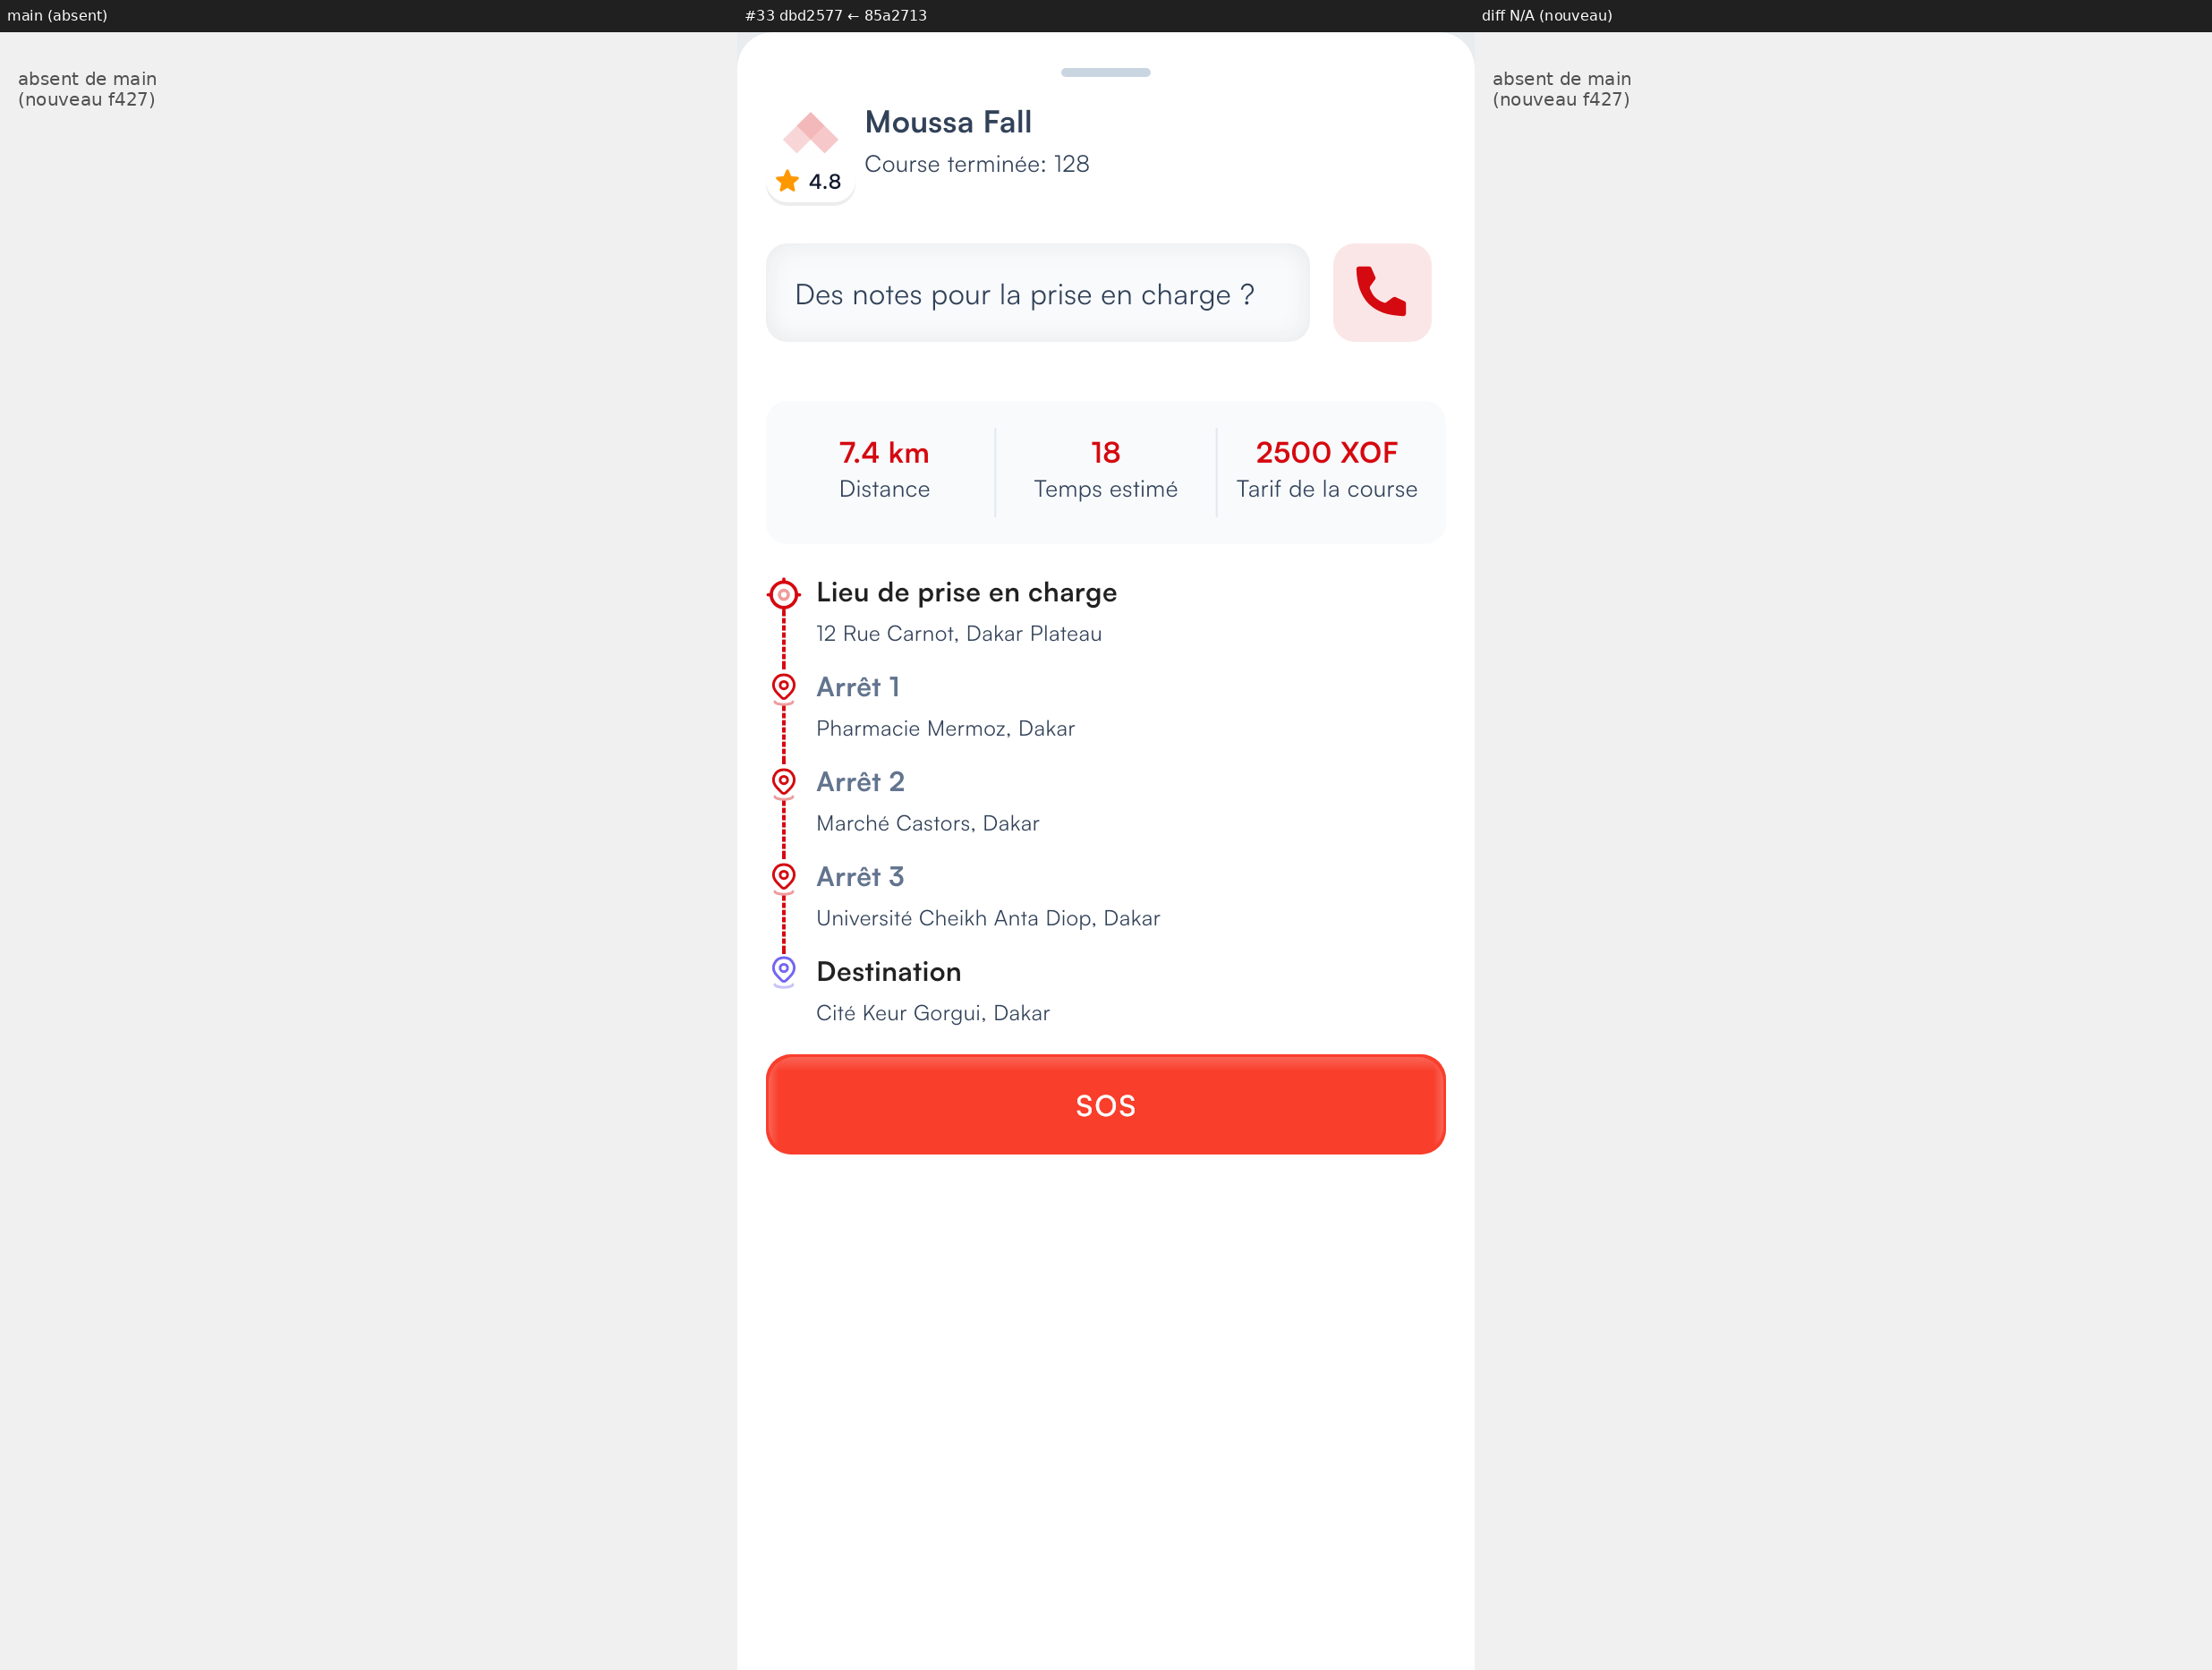 main (absent)
#33 dbd2577 ← 85a2713
diff N/A (nouveau)
absent de main
(nouveau f427)
absent de main
(nouveau f427)
Moussa Fall
Course terminée: 128
4.8
Des notes pour la prise en charge ?
7.4 km
Distance
18
Temps estimé
2500 XOF
Tarif de la course
Lieu de prise en charge
12 Rue Carnot, Dakar Plateau
Arrêt 1
Pharmacie Mermoz, Dakar
Arrêt 2
Marché Castors, Dakar
Arrêt 3
Université Cheikh Anta Diop, Dakar
Destination
Cité Keur Gorgui, Dakar
SOS